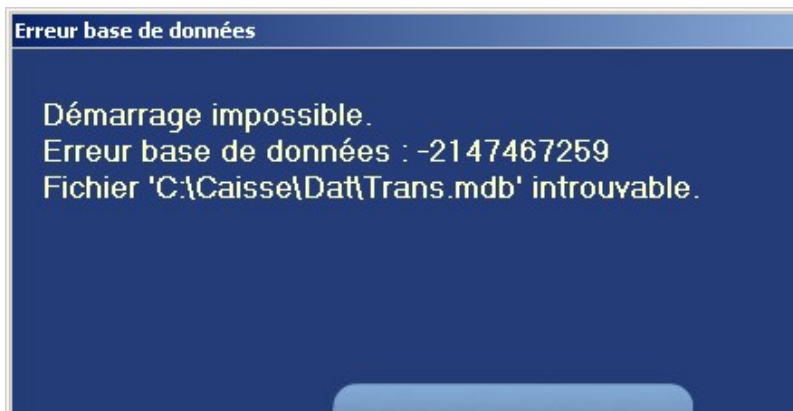 Erreur base de données
Démarrage impossible.
Erreur base de données : -2147467259
Fichier 'C:\Caisse\Dat\Trans.mdb' introuvable.